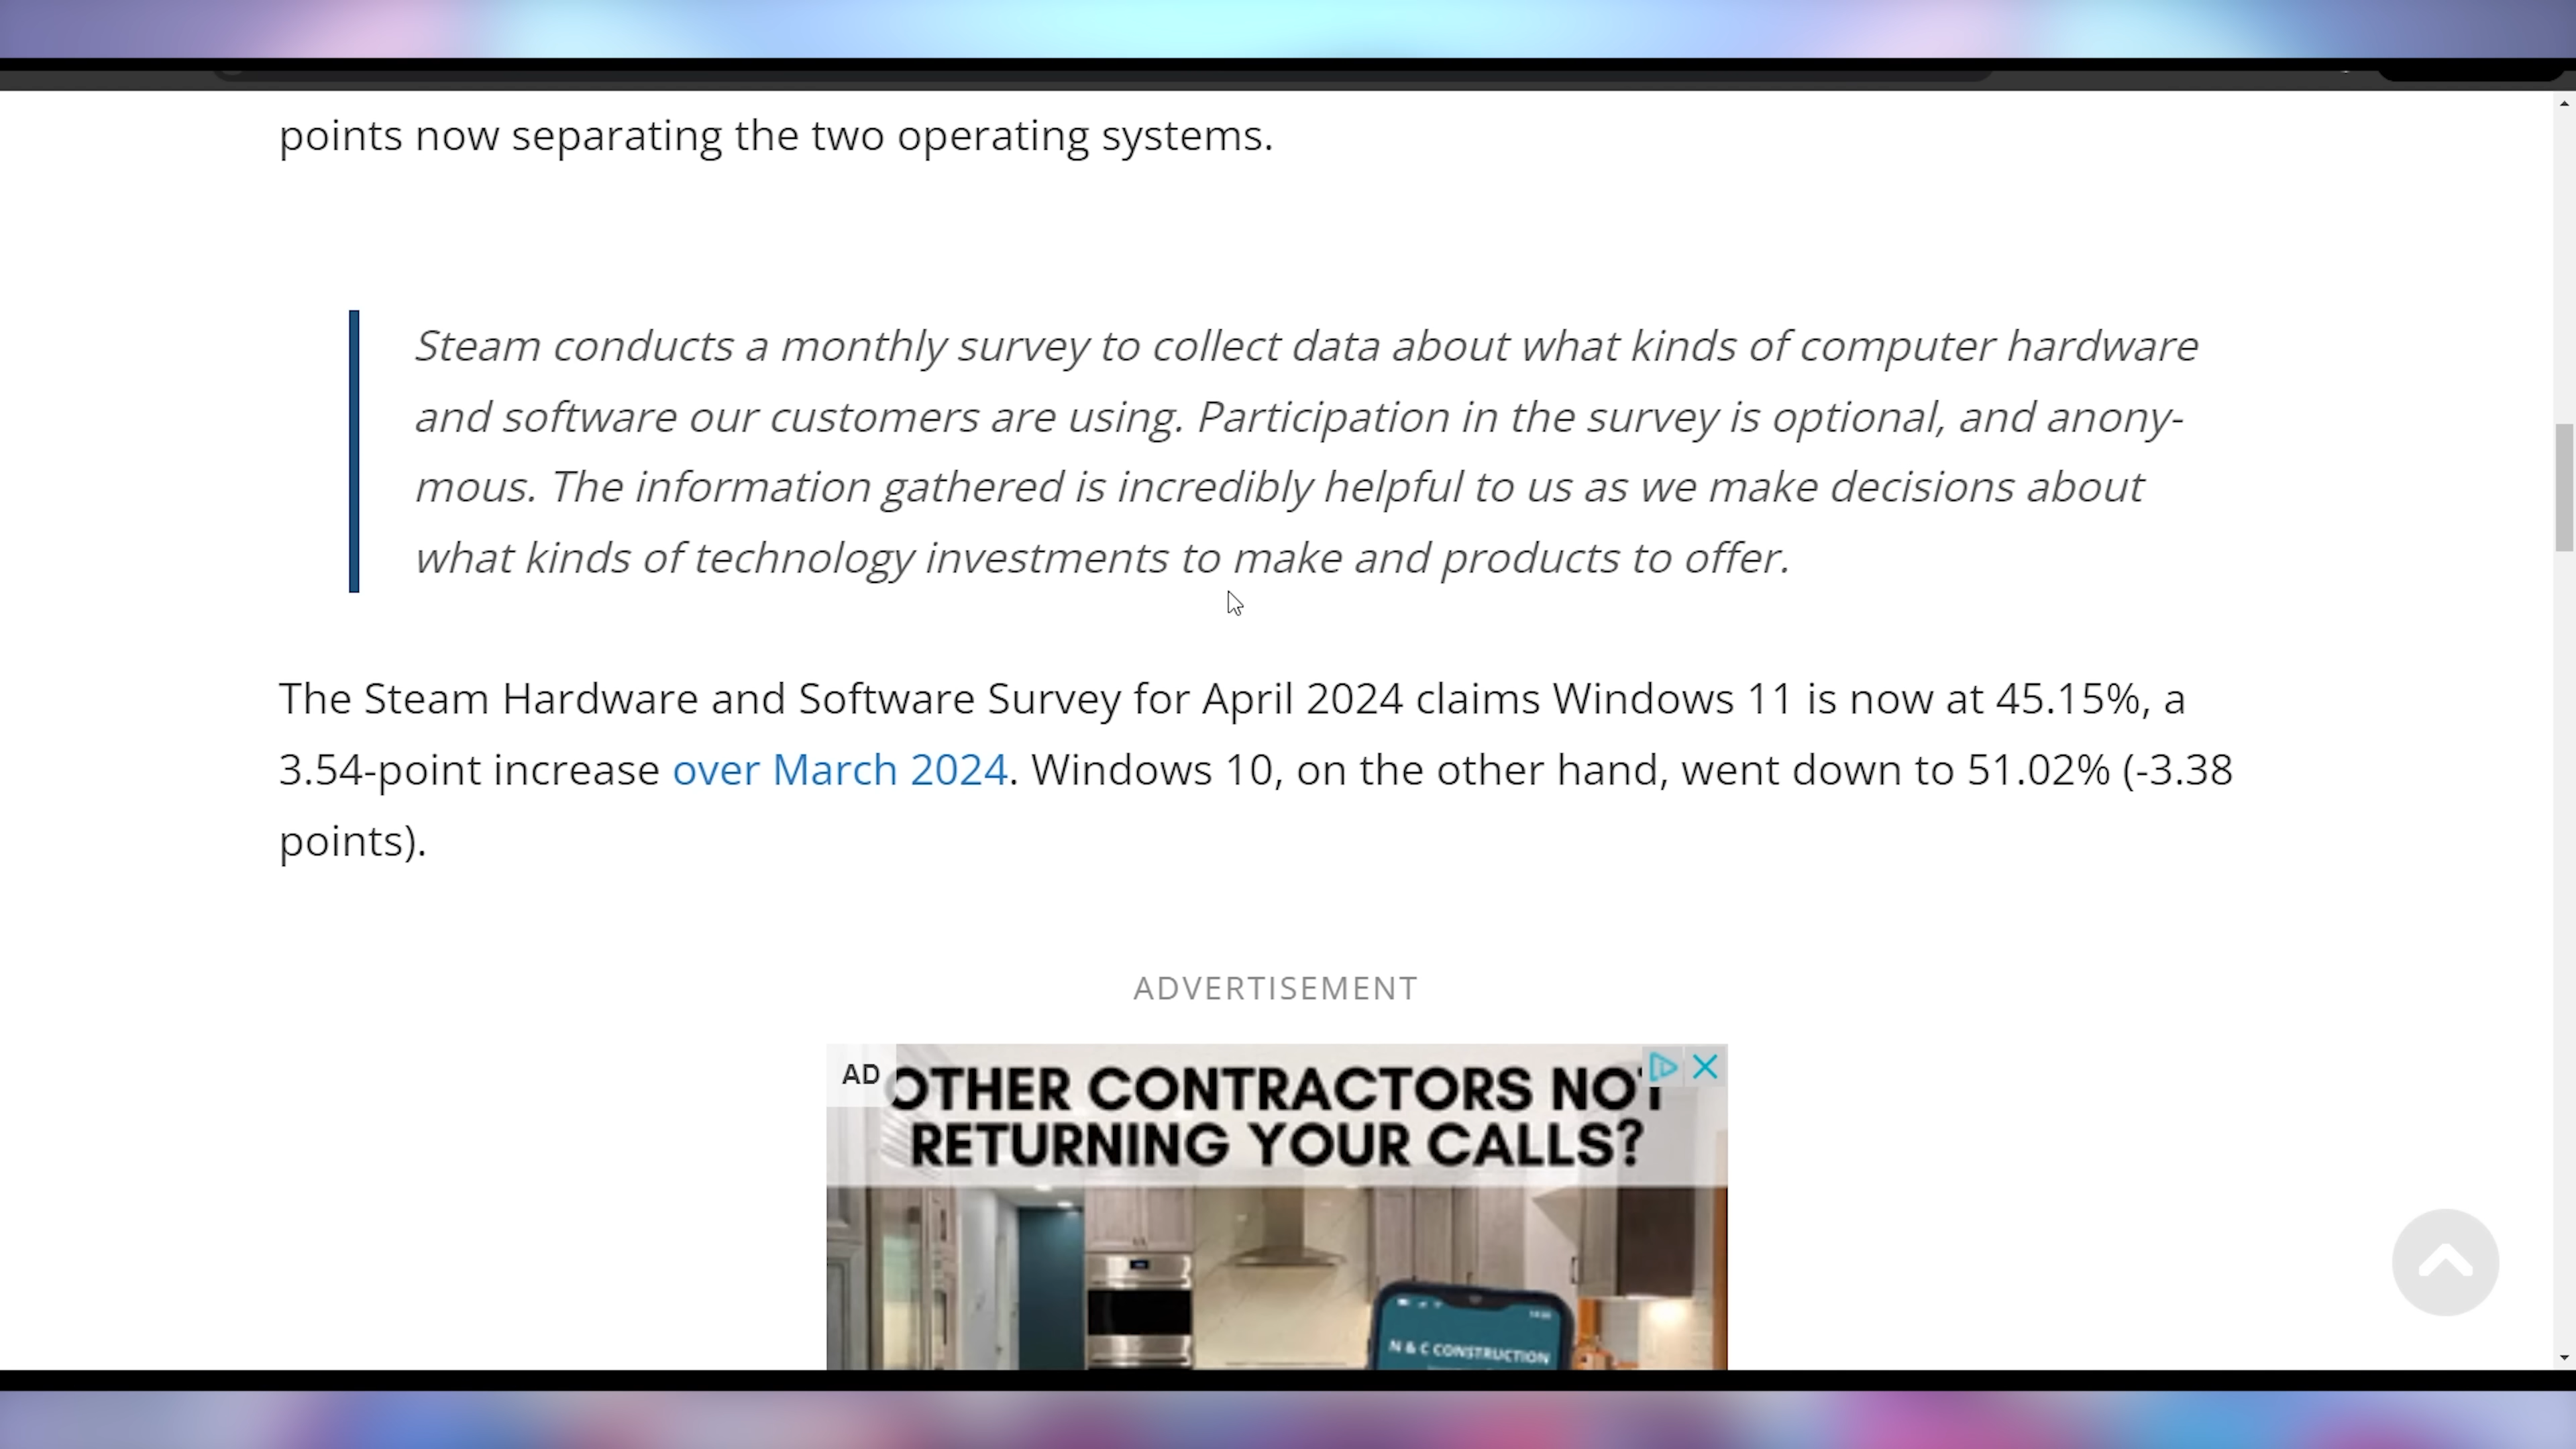 points now separating the two operating systems.
Steam conducts a monthly survey to collect data about what kinds of computer hardware
and software our customers are using. Participation in the survey is optional, and anony-
mous. The information gathered is incredibly helpful to us as we make decisions about
what kinds of technology investments to make and products to offer.
The Steam Hardware and Software Survey for April 2024 claims Windows 11 is now at 45.15%, a
3.54-point increase over March 2024. Windows 10, on the other hand, went down to 51.02% (-3.38
points).
ADVERTISEMENT
AD
OTHER CONTRACTORS NOT
RETURNING YOUR CALLS?
N & C CONSTRUCTION